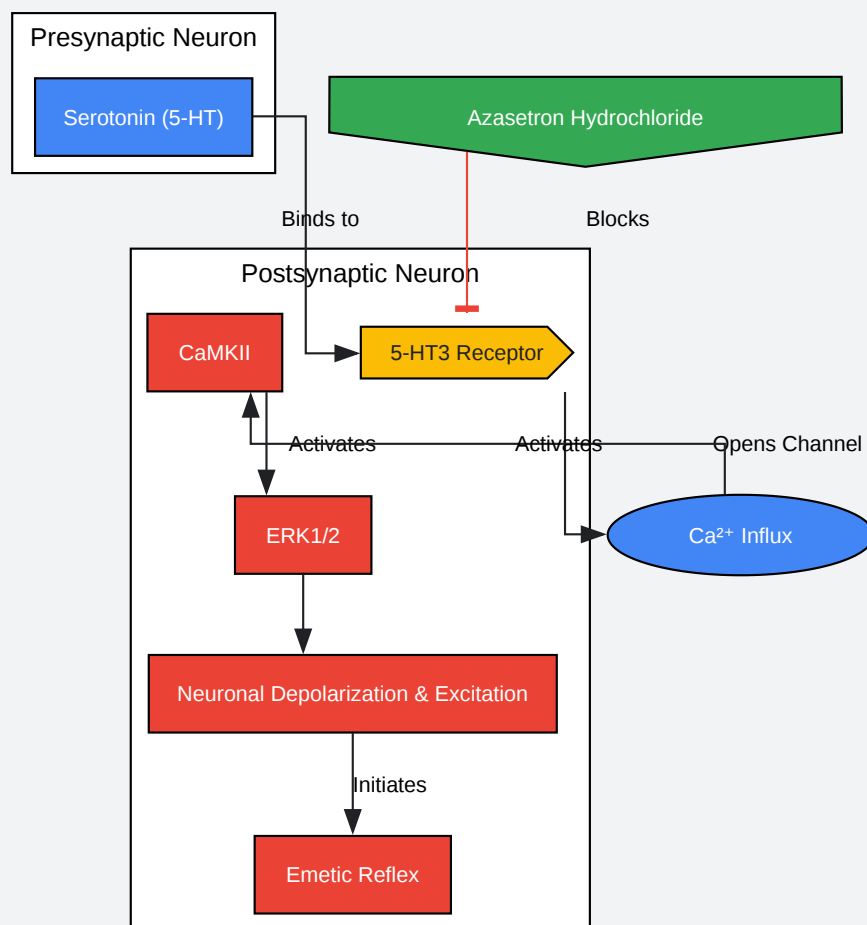 Presynaptic Neuron
Serotonin (5-HT)
Azasetron Hydrochloride
Binds to
Blocks
Postsynaptic Neuron
CaMKII
5-HT3 Receptor
Activates
Activates
Opens Channel
ERK1/2
Ca²⁺ Influx
Neuronal Depolarization & Excitation
Initiates
Emetic Reflex